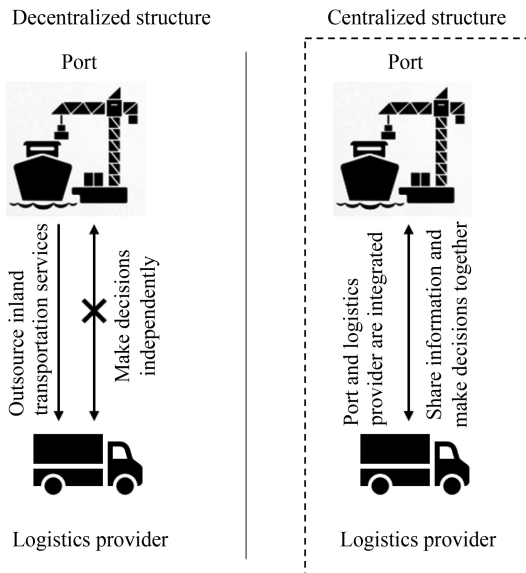 Decentralized structure
Port
Outsource inland
transportation services
Make decisions
independently
Logistics provider
Centralized structure
Port
Port and logistics
provider are integrated
Share information and
make decisions together
Logistics provider